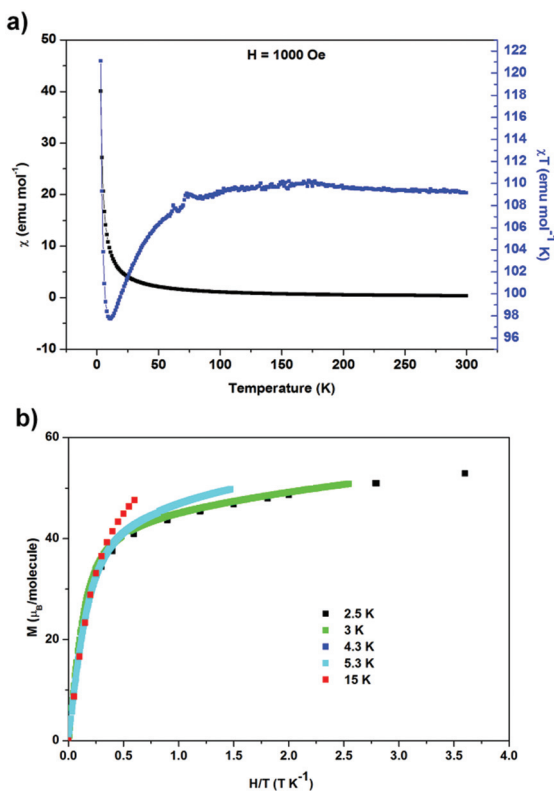 a)
H = 1000 Oe
50
40
30
20
10
0
-10
χ (emu mol⁻¹)
122
120
118
116
114
112
110
108
106
104
102
100
98
96
χT (emu mol⁻¹ K)
0 50 100 150 200 250 300
Temperature (K)
b)
60
40
20
0
M (μB/molecule)
2.5 K
3 K
4.3 K
5.3 K
15 K
0.0 0.5 1.0 1.5 2.0 2.5 3.0 3.5 4.0
H/T (T K⁻¹)